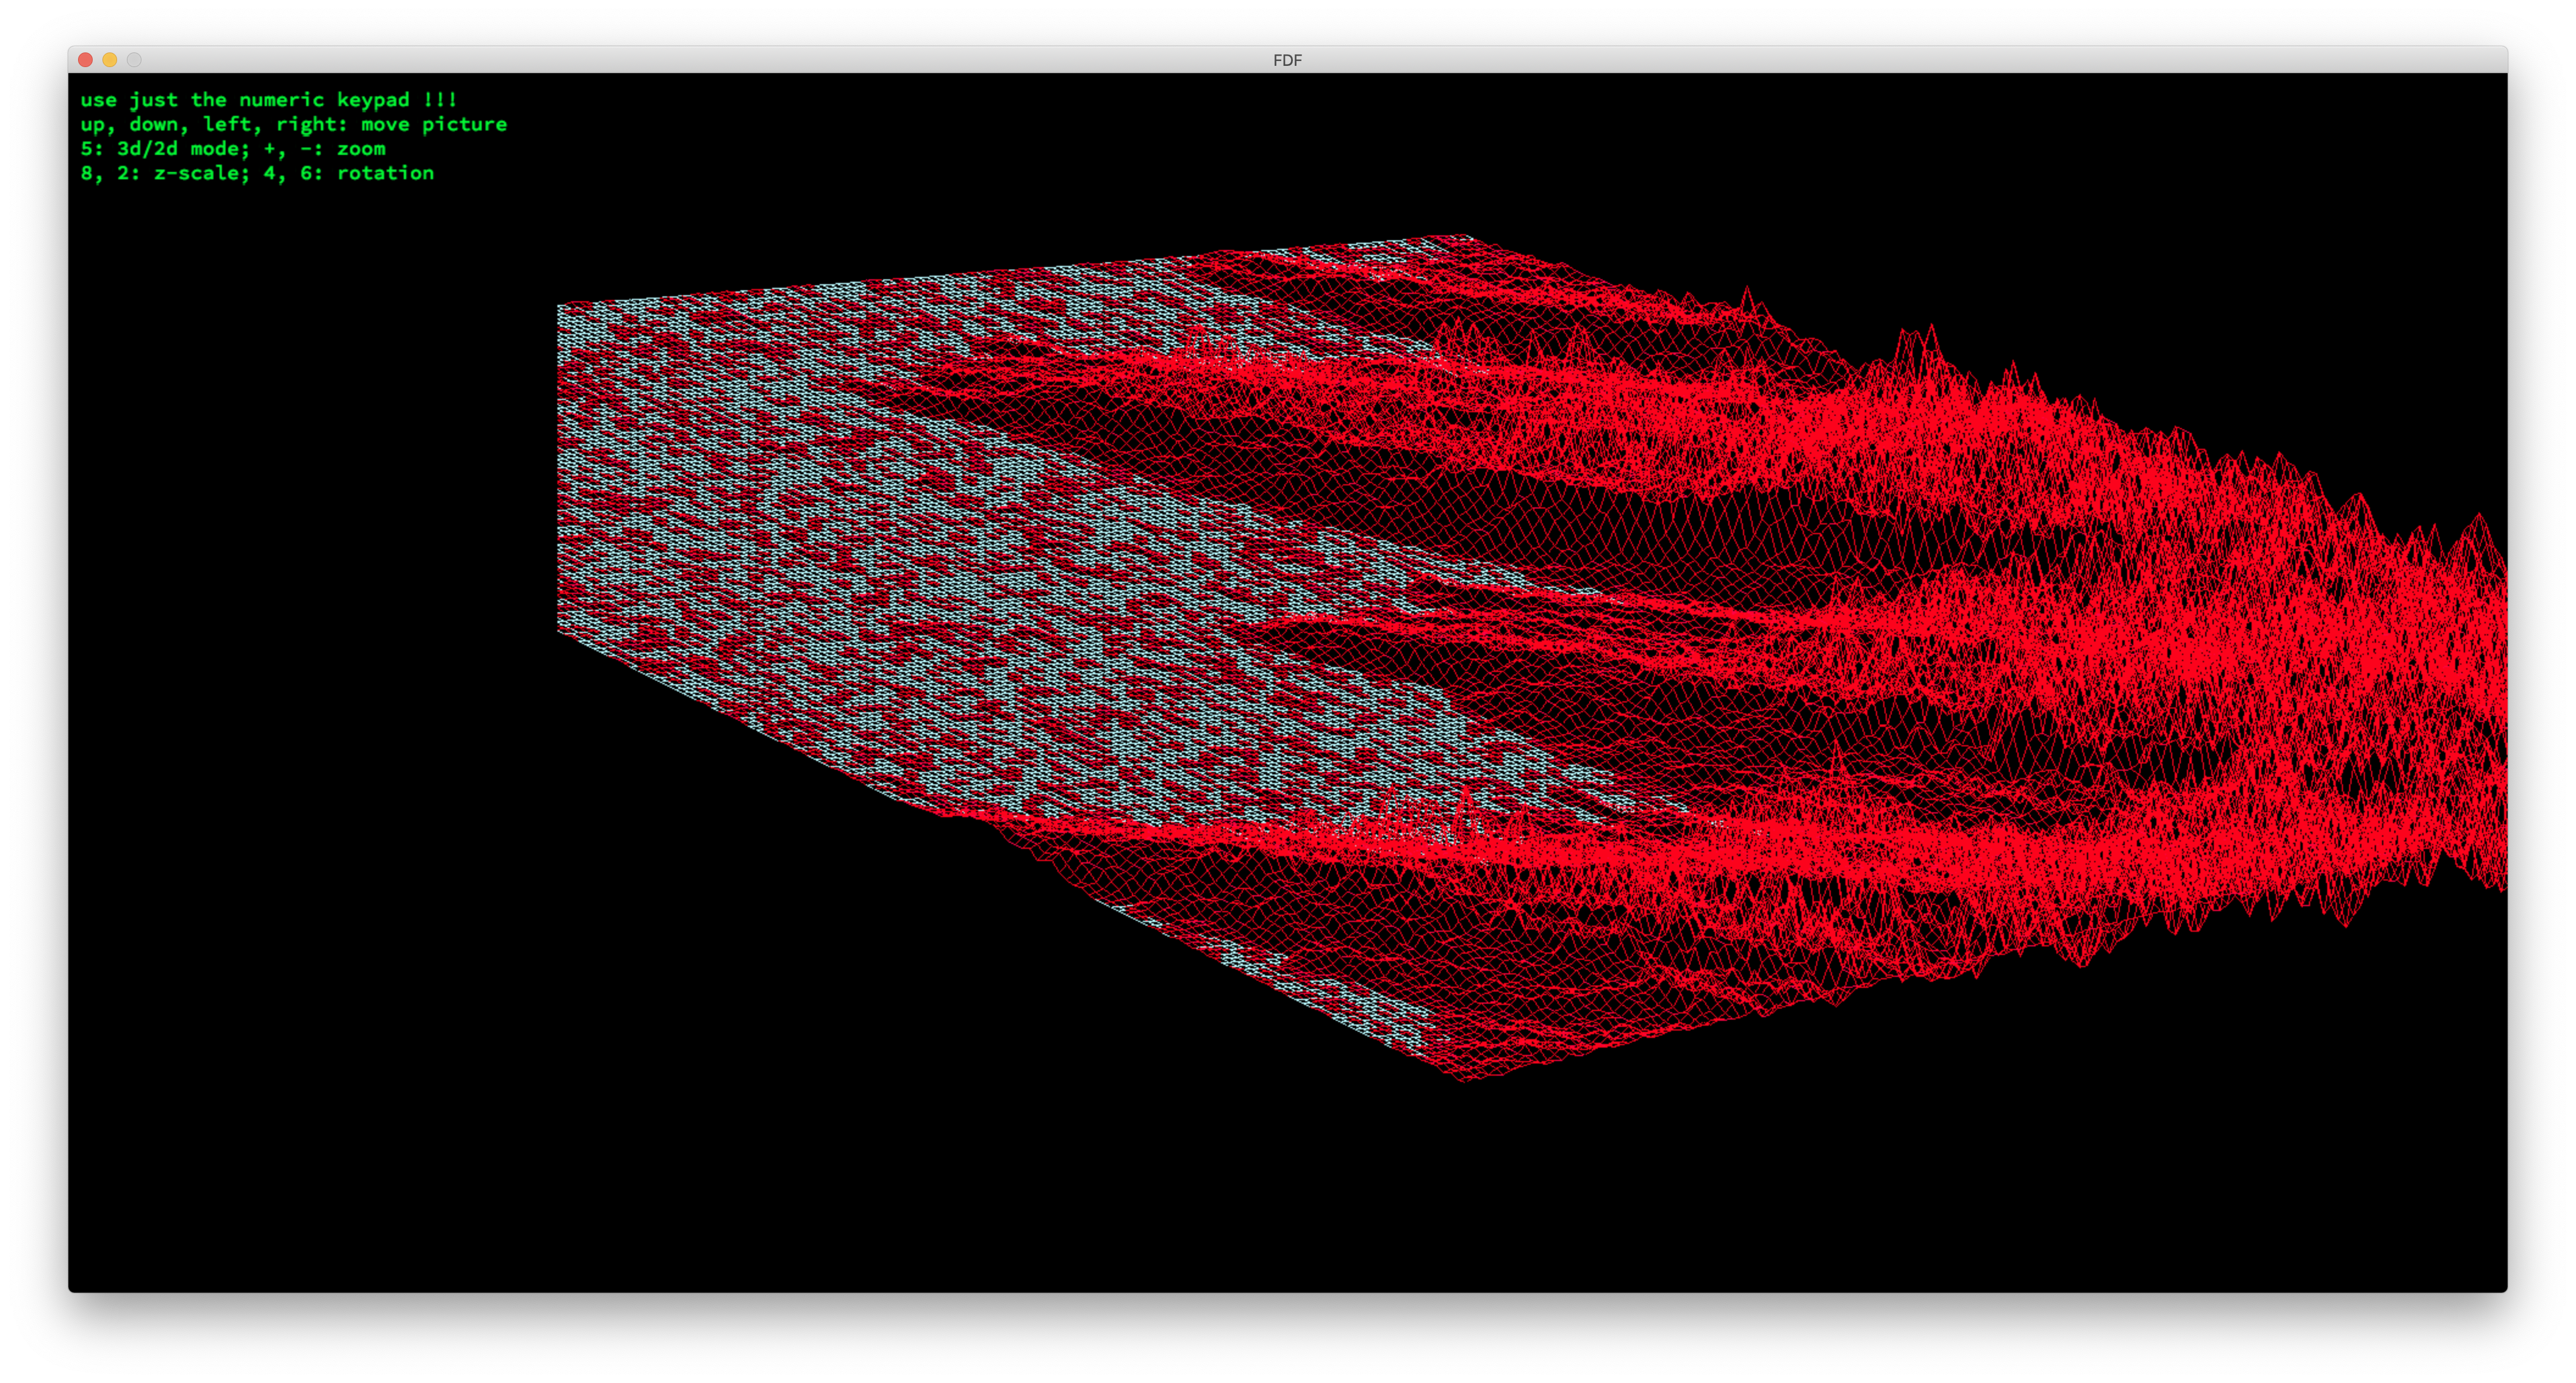 FDF
use just the numeric keypad !!!
up, down, left, right: move picture
5: 3d/2d mode; +, -: zoom
8, 2: z-scale; 4, 6: rotation